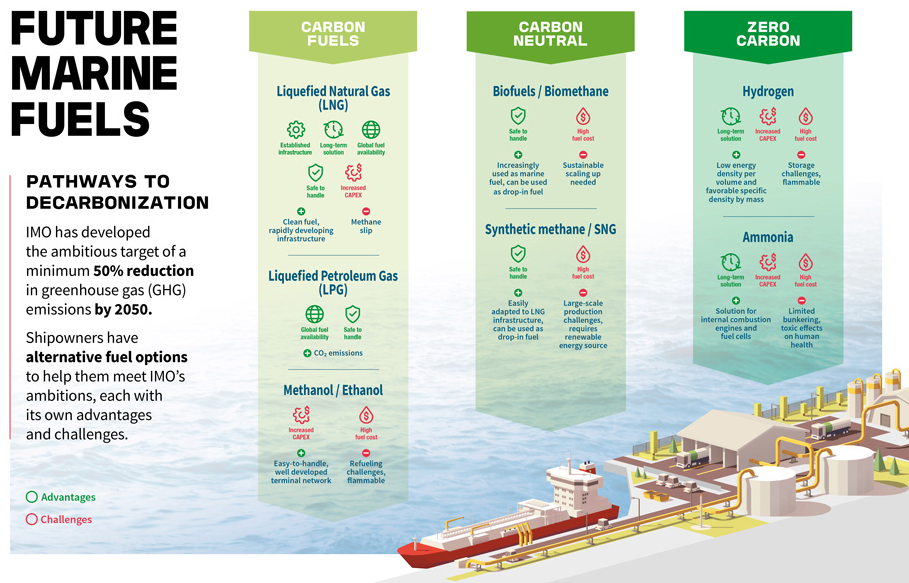 FUTURE
MARINE
FUELS
PATHWAYS TO
DECARBONIZATION
IMO has developed
the ambitious target of a
minimum 50% reduction
in greenhouse gas (GHG)
emissions by 2050.
Shipowners have
alternative fuel options
to help them meet IMO's
ambitions, each with
its own advantages
and challenges.
Advantages
Challenges
CARBON
FUELS
Liquefied Natural Gas
(LNG)
Established
infrastructure
Long-term
solution
Global fuel
availability
Safe to
handle
Increased
CAPEX
Clean fuel,
rapidly developing
infrastructure
Methane
slip
Liquefied Petroleum Gas
(LPG)
Global fuel
availability
Safe to
handle
CO₂ emissions
Methanol / Ethanol
Increased
CAPEX
High
fuel cost
Easy-to-handle,
well developed
terminal network
Refueling
challenges,
flammable
CARBON
NEUTRAL
Biofuels / Biomethane
Safe to
handle
High
fuel cost
Increasingly
used as marine
fuel, can be used
as drop-in fuel
Sustainable
scaling up
needed
Synthetic methane / SNG
Safe to
handle
High
fuel cost
Easily
adapted to LNG
infrastructure,
can be used as
drop-in fuel
Large-scale
production
challenges,
requires
renewable
energy source
ZERO
CARBON
Hydrogen
Long-term
solution
Increased
CAPEX
High
fuel cost
Low energy
density per
volume and
favorable specific
density by mass
Storage
challenges,
flammable
Ammonia
Long-term
solution
Increased
CAPEX
High
fuel cost
Solution for
internal combustion
engines and
fuel cells
Limited
bunkering,
toxic effects
on human
health